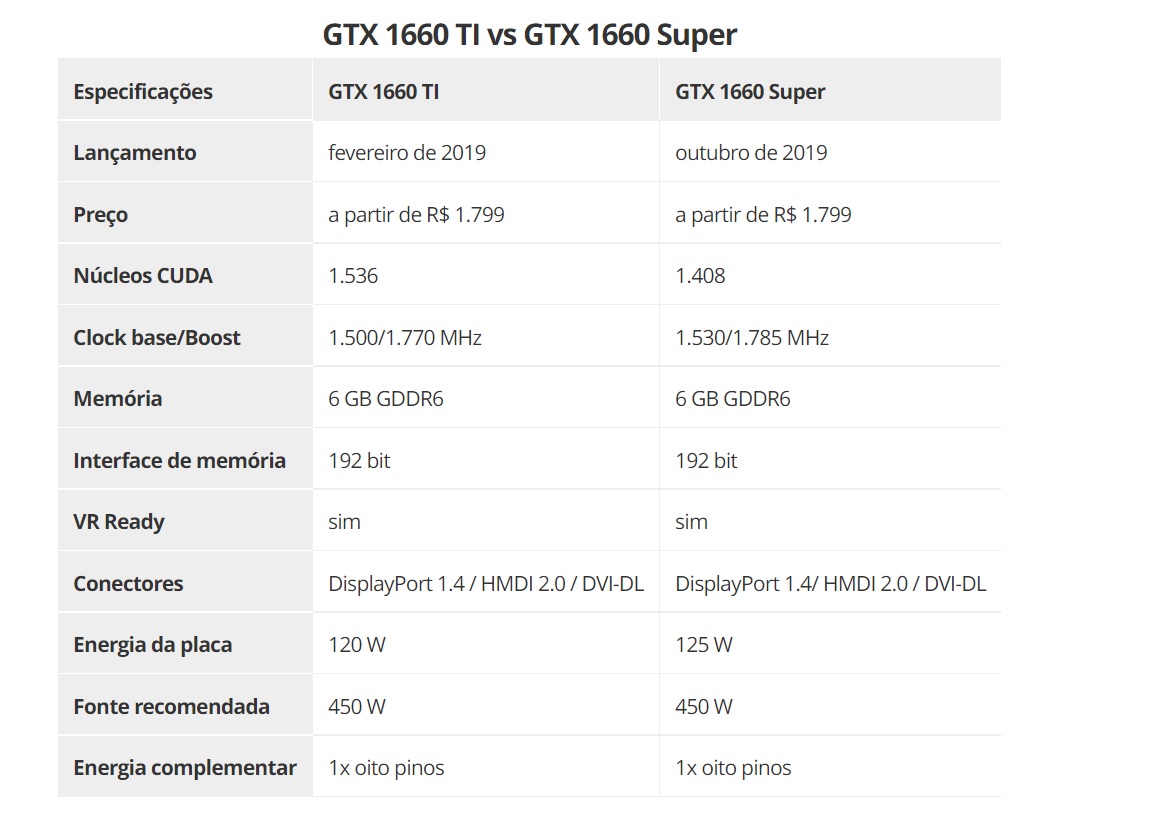 GTX 1660 TI vs GTX 1660 Super
Especificações GTX 1660 TI GTX 1660 Super
Lançamento fevereiro de 2019 outubro de 2019
Preço a partir de R$ 1.799 a partir de R$ 1.799
Núcleos CUDA 1.536 1.408
Clock base/Boost 1.500/1.770 MHz 1.530/1.785 MHz
Memória 6 GB GDDR6 6 GB GDDR6
Interface de memória 192 bit 192 bit
VR Ready sim sim
Conectores DisplayPort 1.4 / HMDI 2.0 / DVI-DL DisplayPort 1.4/ HMDI 2.0 / DVI-DL
Energia da placa 120 W 125 W
Fonte recomendada 450 W 450 W
Energia complementar 1x oito pinos 1x oito pinos